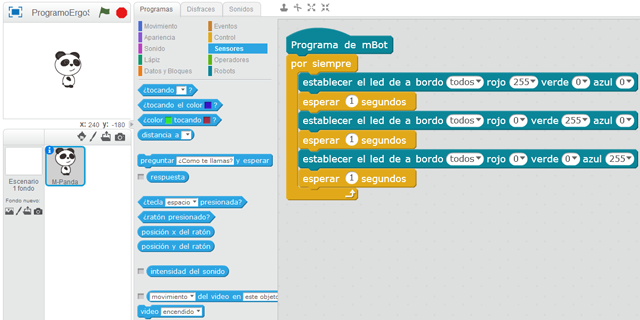 ProgramoErgoS
Programas Disfraces Sonidos
Movimiento Eventos
Apariencia Control
Sonido Sensores
Lápiz Operadores
Datos y Bloques Robots
¿tocando ?
¿tocando el color ?
¿color tocando ?
distancia a
preguntar ¿Como te llamas? y esperar
respuesta
¿tecla espacio presionada?
¿ratón presionado?
posición x del ratón
posición y del ratón
intensidad del sonido
movimiento del video en este objeto
video encendido
x: 240 y: -180
Escenario
1 fondo
Fondo nuevo:
M-Panda
Programa de mBot
por siempre
establecer el led de a bordo todos rojo 255 verde 0 azul 0
esperar 1 segundos
establecer el led de a bordo todos rojo 0 verde 255 azul 0
esperar 1 segundos
establecer el led de a bordo todos rojo 0 verde 0 azul 255
esperar 1 segundos